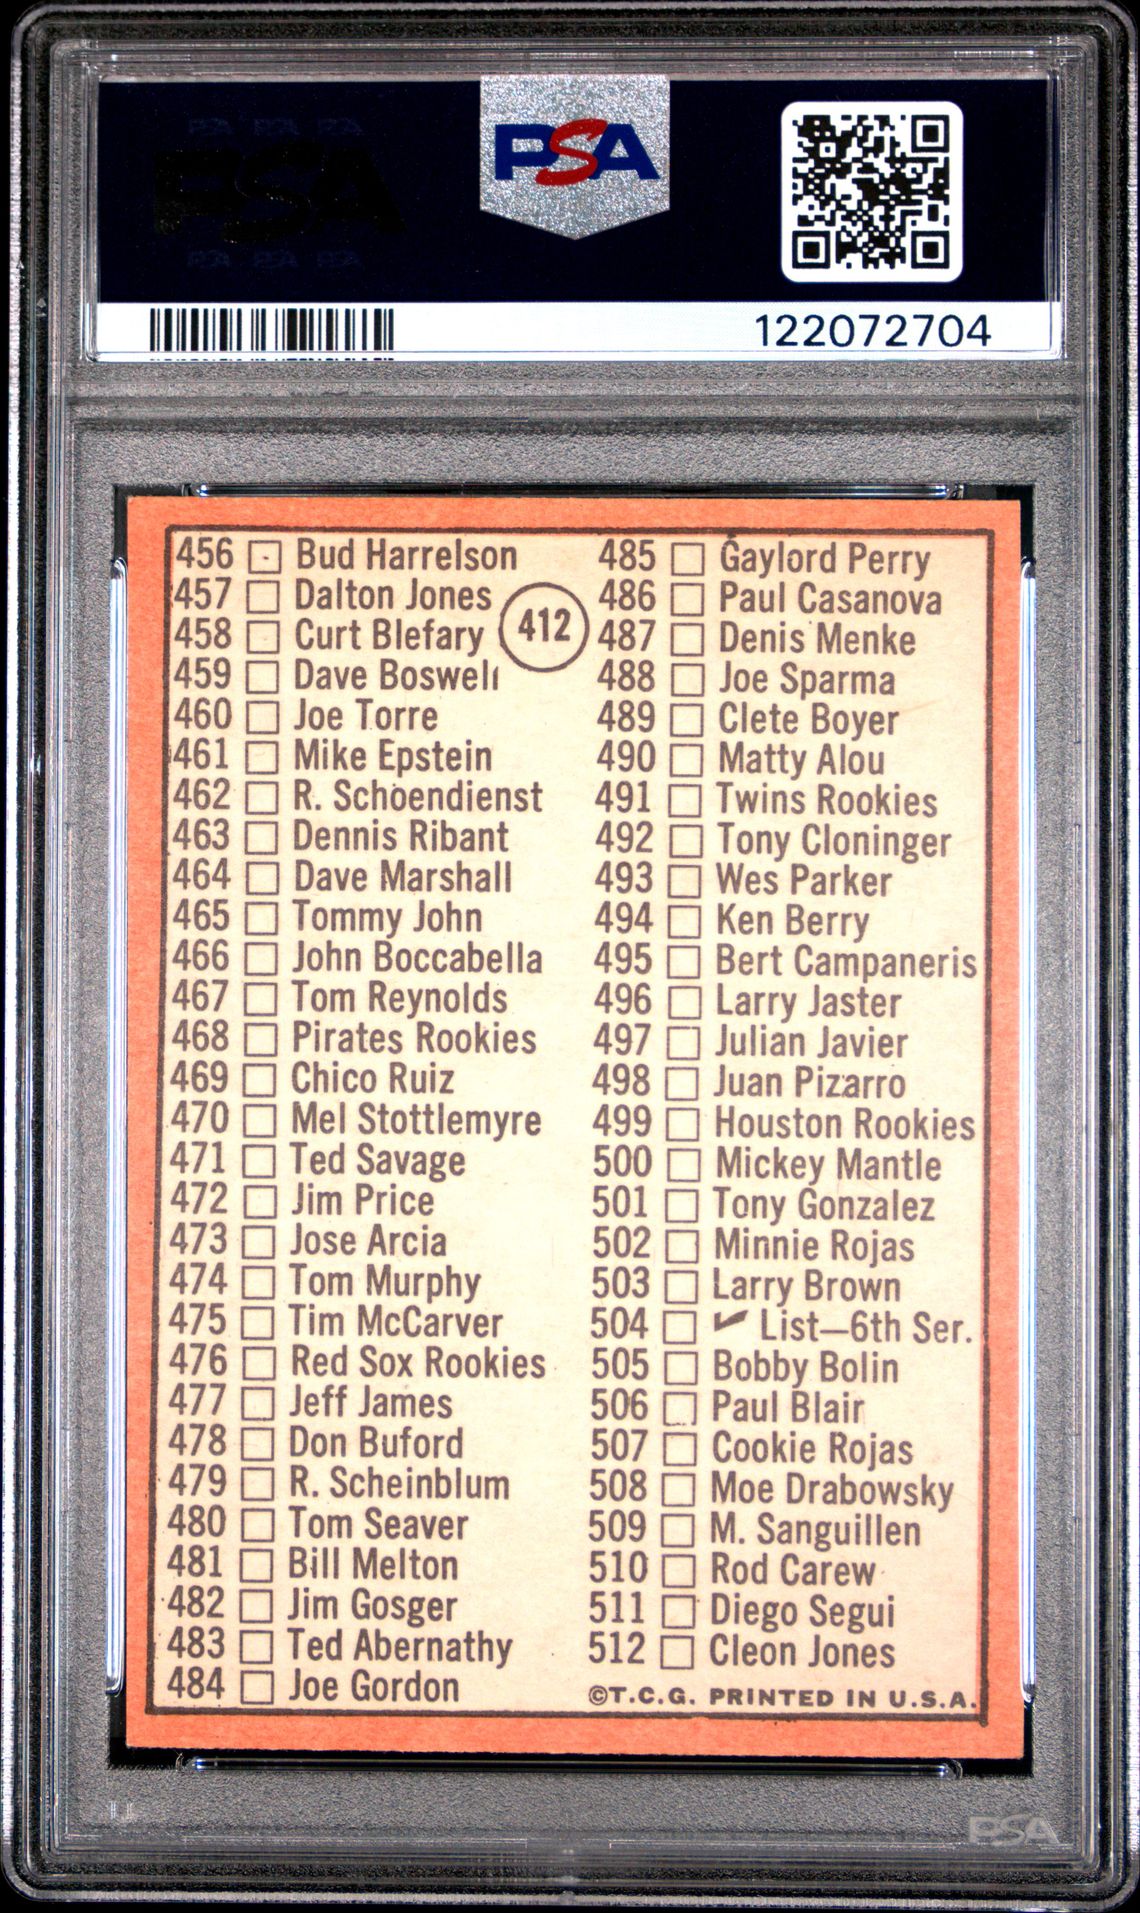 PSA PSA PSA
PSA
PSA PSA PSA
PSA
122072704
412
456 Bud Harrelson
457 Dalton Jones
458 Curt Blefary
459 Dave Boswell
460 Joe Torre
461 Mike Epstein
462 R. Schoendienst
463 Dennis Ribant
464 Dave Marshall
465 Tommy John
466 John Boccabella
467 Tom Reynolds
468 Pirates Rookies
469 Chico Ruiz
470 Mel Stottlemyre
471 Ted Savage
472 Jim Price
473 Jose Arcia
474 Tom Murphy
475 Tim McCarver
476 Red Sox Rookies
477 Jeff James
478 Don Buford
479 R. Scheinblum
480 Tom Seaver
481 Bill Melton
482 Jim Gosger
483 Ted Abernathy
484 Joe Gordon
485 Gaylord Perry
486 Paul Casanova
487 Denis Menke
488 Joe Sparma
489 Clete Boyer
490 Matty Alou
491 Twins Rookies
492 Tony Cloninger
493 Wes Parker
494 Ken Berry
495 Bert Campaneris
496 Larry Jaster
497 Julian Javier
498 Juan Pizarro
499 Houston Rookies
500 Mickey Mantle
501 Tony Gonzalez
502 Minnie Rojas
503 Larry Brown
504 ✓ List—6th Ser.
505 Bobby Bolin
506 Paul Blair
507 Cookie Rojas
508 Moe Drabowsky
509 M. Sanguillen
510 Rod Carew
511 Diego Segui
512 Cleon Jones
©T.C.G. PRINTED IN U.S.A.
PSA